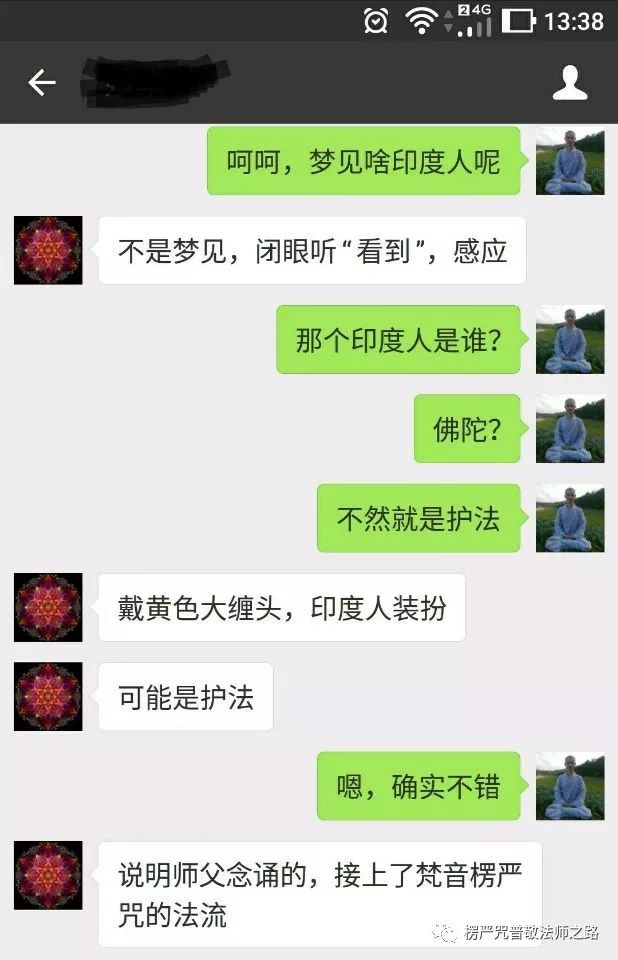 2 4G 13:38
呵呵，梦见啥印度人呢
不是梦见，闭眼听“看到”，感应
那个印度人是谁？
佛陀？
不然就是护法
戴黄色大缠头，印度人装扮
可能是护法
嗯，确实不错
说明师父念诵的，接上了梵音楞严
咒的法流
楞严咒普敬法师之路